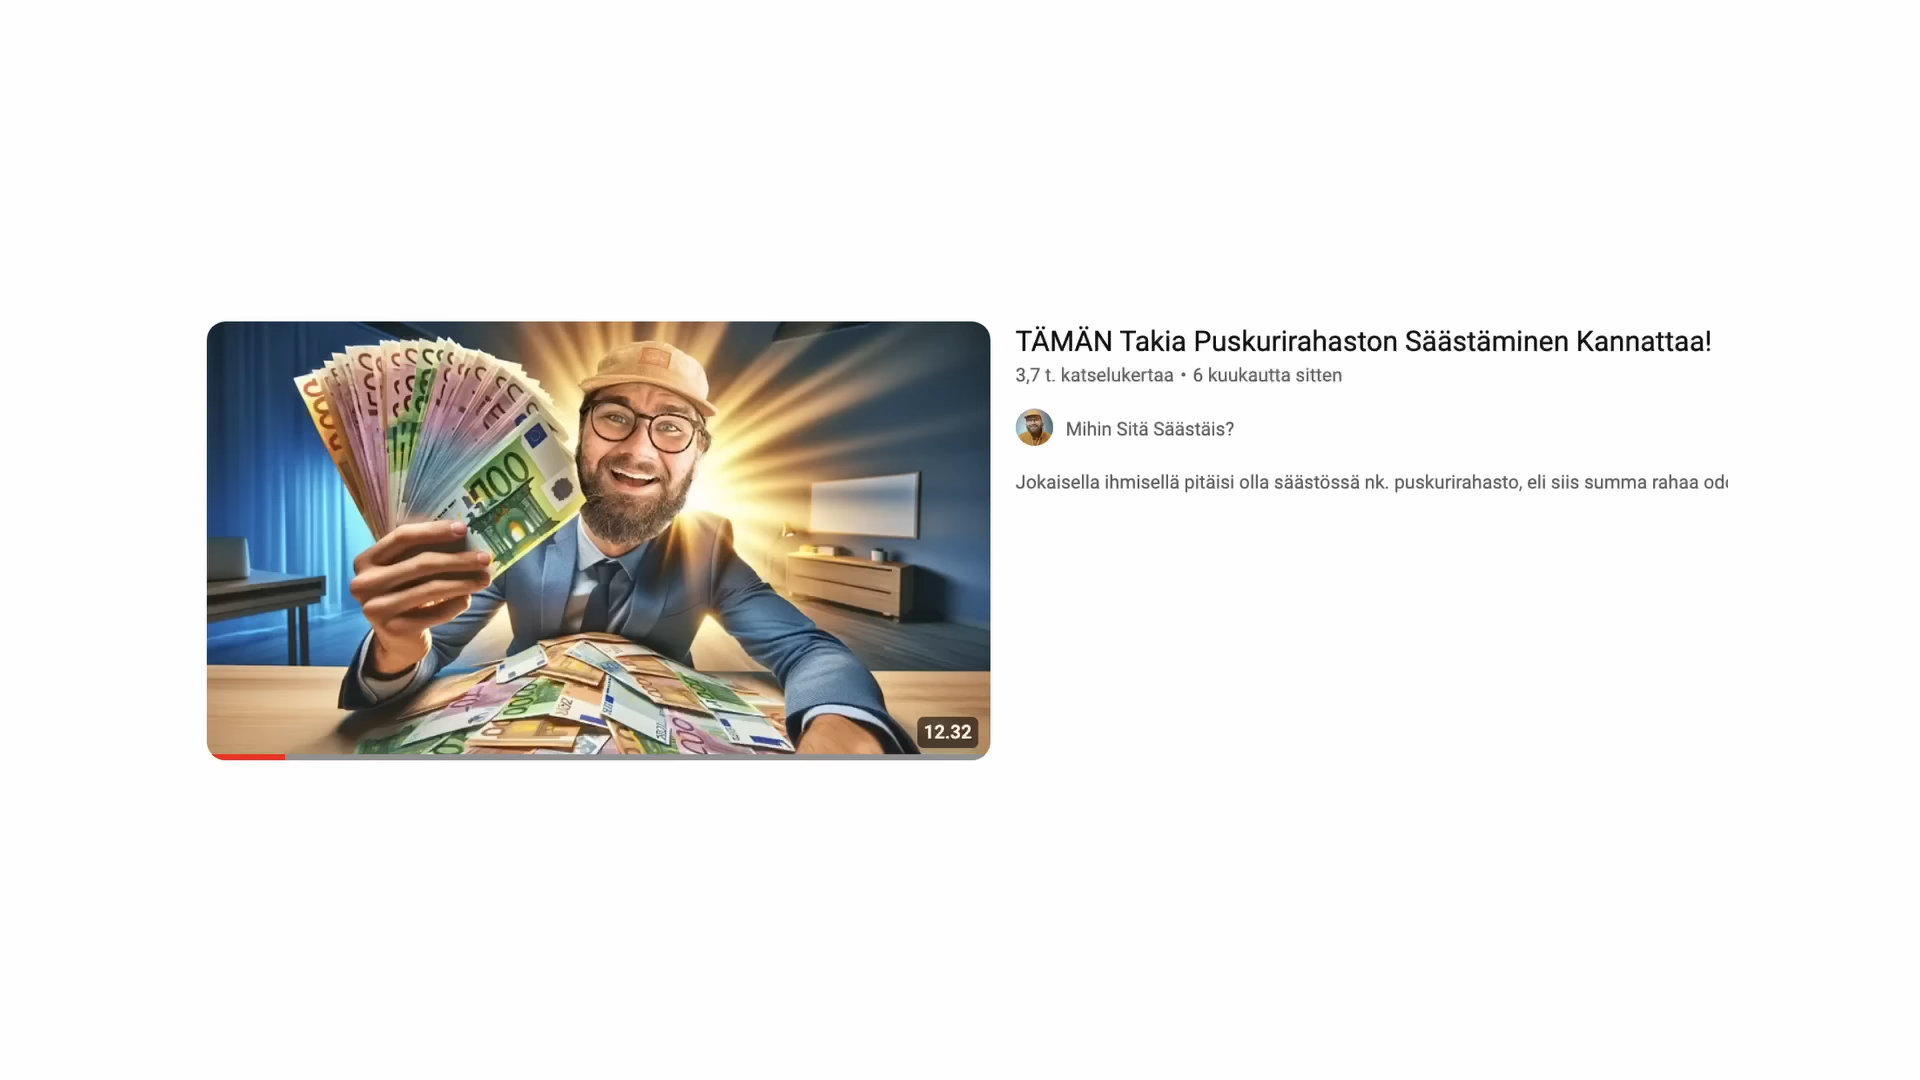 TÄMÄN Takia Puskurirahaston Säästäminen Kannattaa!
3,7 t. katselukertaa • 6 kuukautta sitten
Mihin Sitä Säästäis?
Jokaisella ihmisellä pitäisi olla säästössä nk. puskurirahasto, eli siis summa rahaa
100
12.32